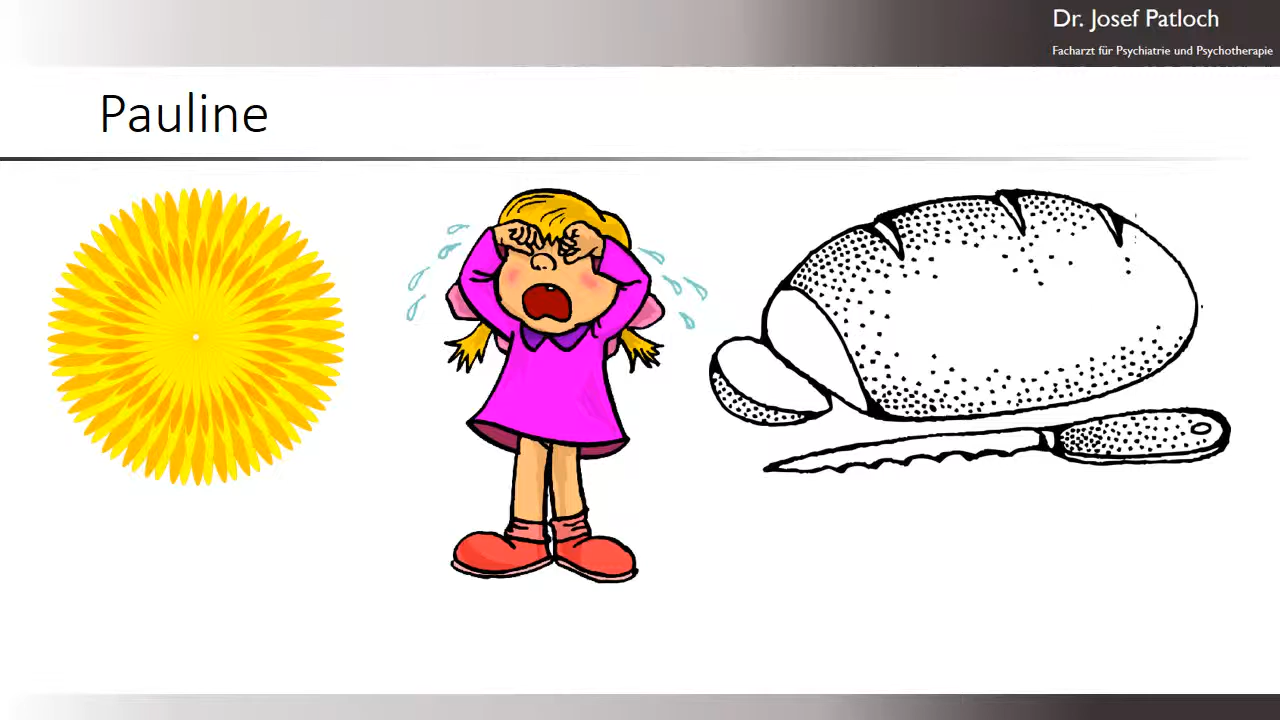 Dr. Josef Patloch
Facharzt für Psychiatrie und Psychotherapie
Pauline